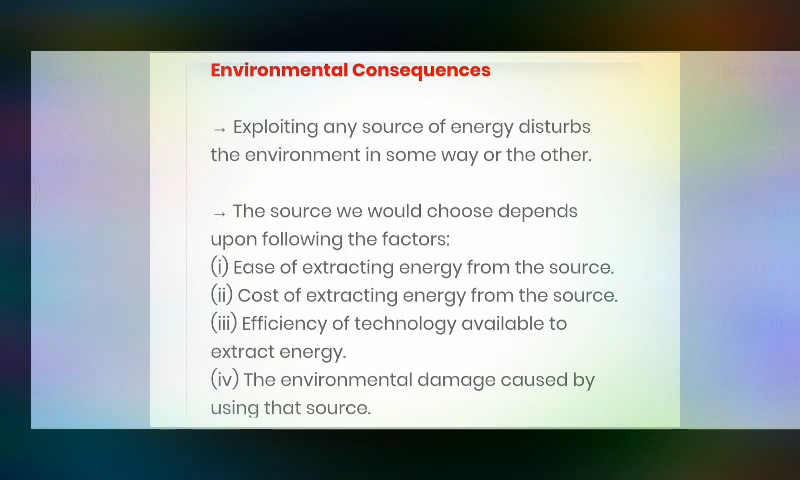 Environmental Consequences
→ Exploiting any source of energy disturbs
the environment in some way or the other.
→ The source we would choose depends
upon following the factors:
(i) Ease of extracting energy from the source.
(ii) Cost of extracting energy from the source.
(iii) Efficiency of technology available to
extract energy.
(iv) The environmental damage caused by
using that source.